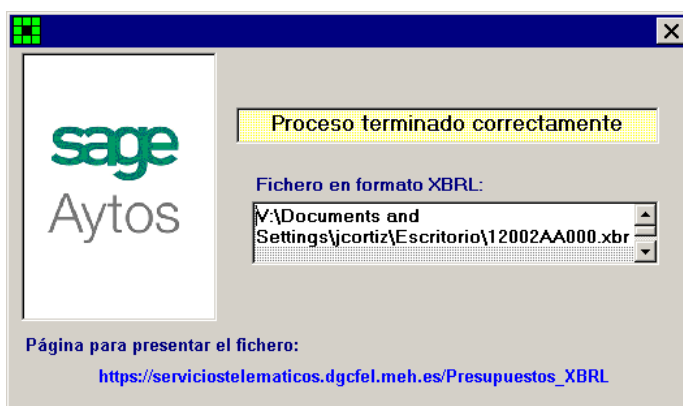 sage
Aytos
Proceso terminado correctamente
Fichero en formato XBRL:
V:\Documents and
Settings\jcortiz\Escritorio\12002AA000.xbr
Página para presentar el fichero:
https://serviciostelematicos.dgcfel.meh.es/Presupuestos_XBRL